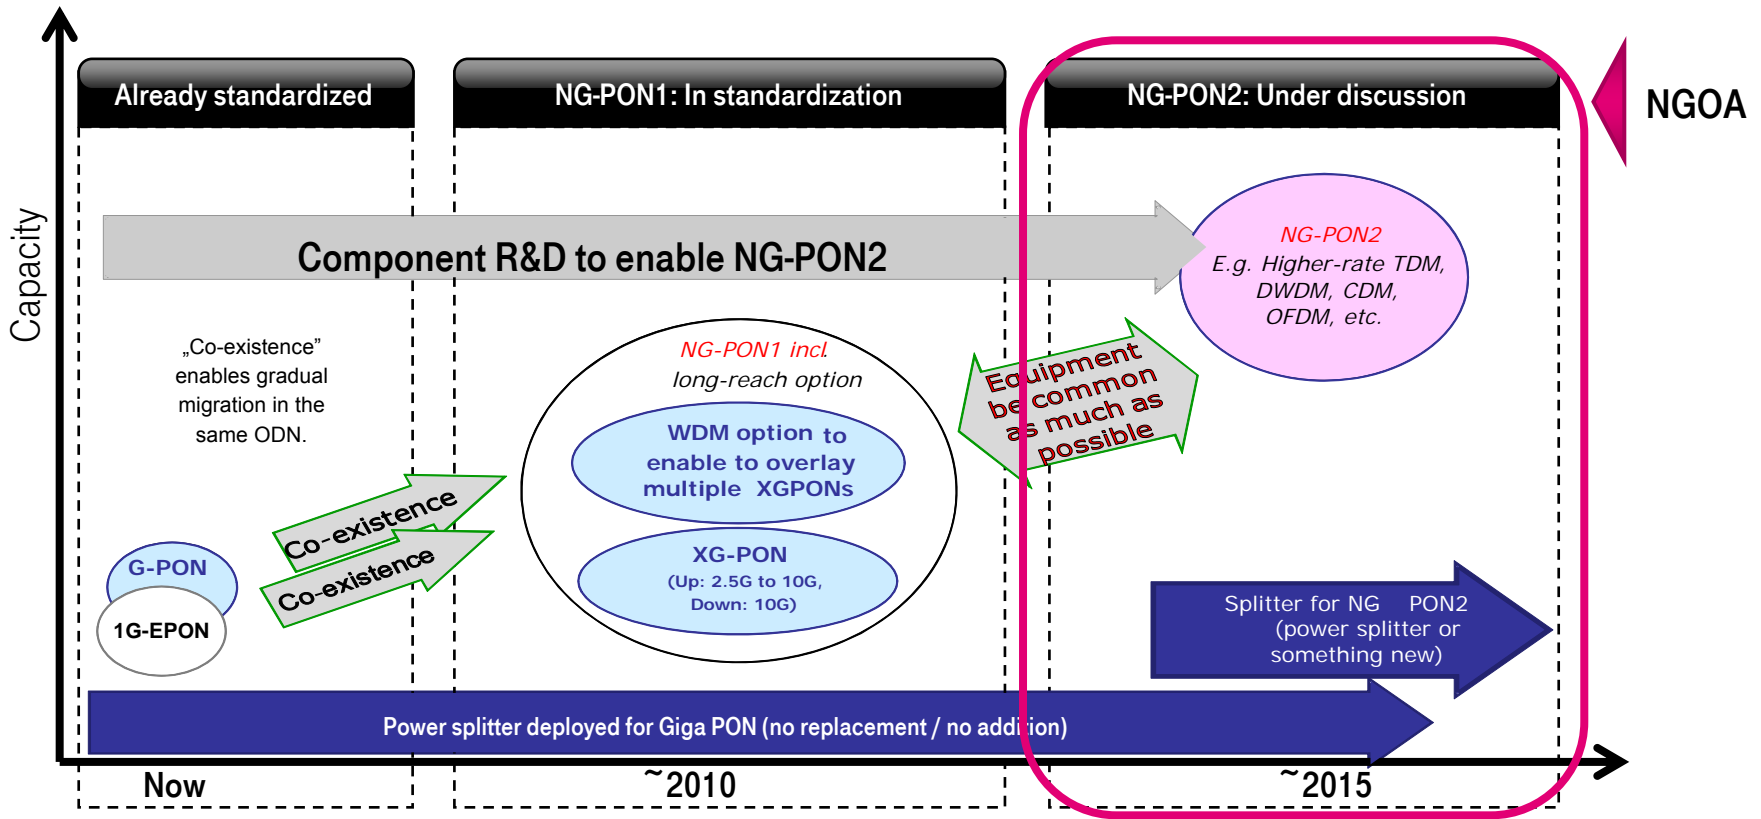 Already standardized
NG-PON1: In standardization
NG-PON2: Under discussion
NGOA
Capacity
Component R&D to enable NG-PON2
NG-PON2
E.g. Higher-rate TDM,
DWDM, CDM,
OFDM, etc.
„Co-existence”
enables gradual
migration in the
same ODN.
NG-PON1 incl.
long-reach option
WDM option to
enable to overlay
multiple XGPONs
XG-PON
(Up: 2.5G to 10G,
Down: 10G)
Equipment
be common
as much as
possible
Co-existence
Co-existence
G-PON
1G-EPON
Splitter for NG PON2
(power splitter or
something new)
Power splitter deployed for Giga PON (no replacement / no addition)
Now
~2010
~2015